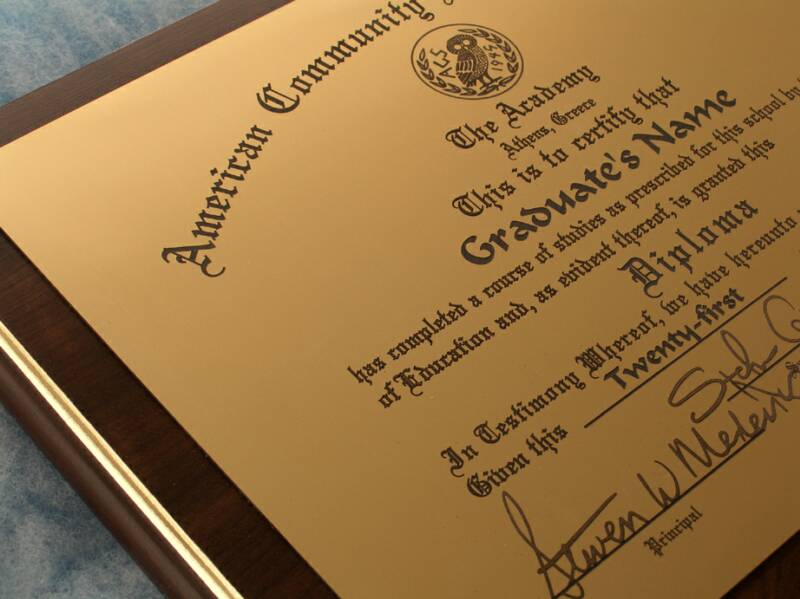 American Community
ACS 1945
The Academy
Athens, Greece
This is to certify that
Graduate's Name
has completed a course of studies as prescribed for this school by
of Education and, as evident thereof, is granted this
Diploma
In Testimony Whereof, we have hereunto
Given this Twenty-first
Steven W Medeiros
Principal